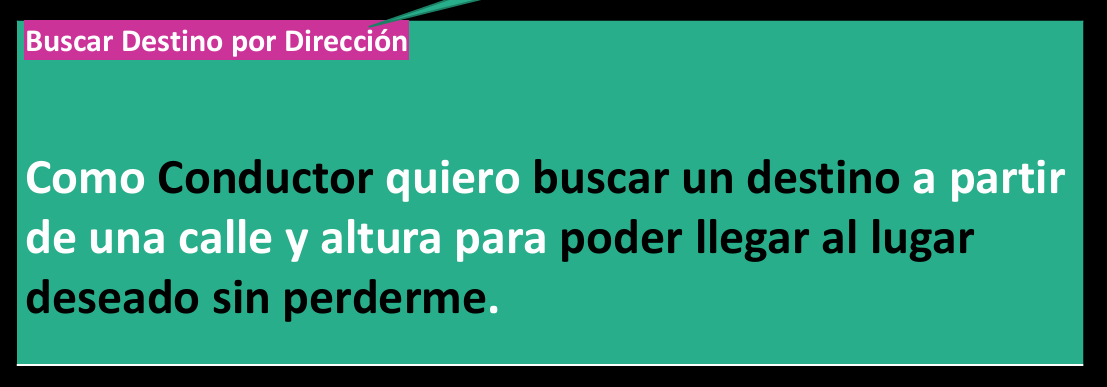 Buscar Destino por Dirección
Como Conductor quiero buscar un destino a partir
de una calle y altura para poder llegar al lugar
deseado sin perderme.